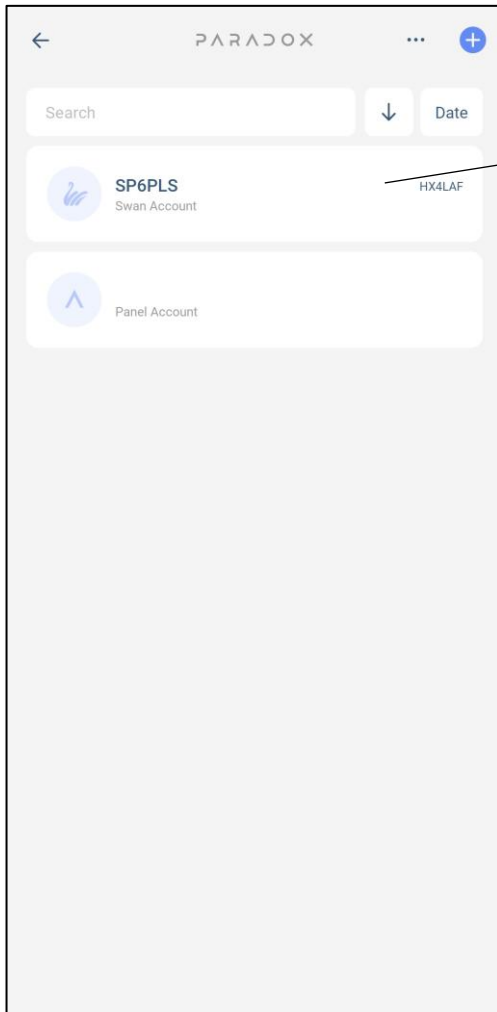 PARADOX
Search
Date
SP6PLS
HX4LAF
Swan Account
Panel Account